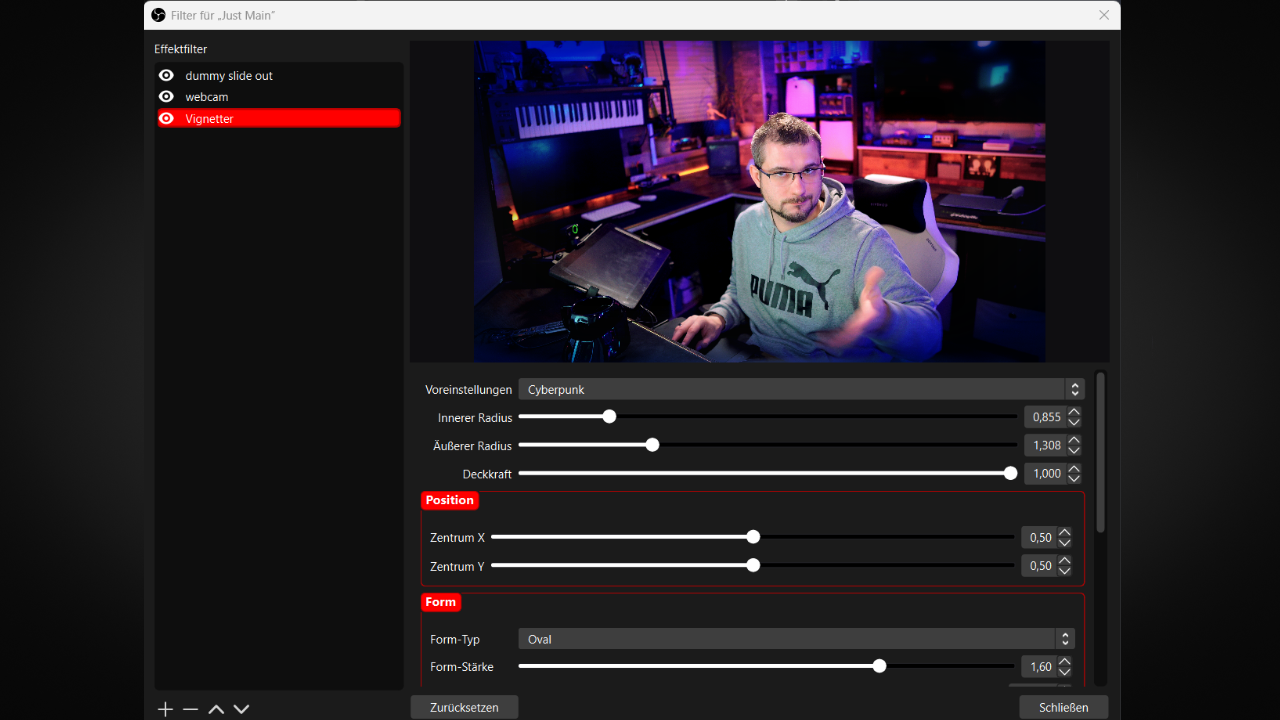 Filter für „Just Main“
Effektfilter
dummy slide out
webcam
Vignetter
PUMA
Voreinstellungen Cyberpunk
Innerer Radius 0,855
Äußerer Radius 1,308
Deckkraft 1,000
Position
Zentrum X 0,50
Zentrum Y 0,50
Form
Form-Typ Oval
Form-Stärke 1,60
Zurücksetzen Schließen